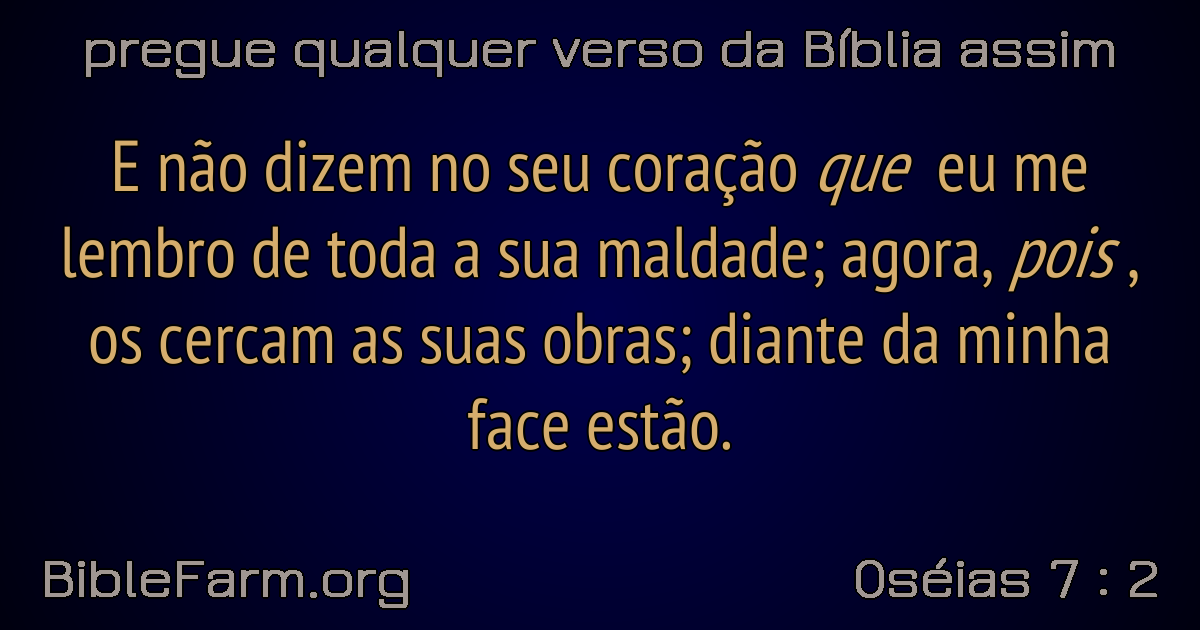 pregue qualquer verso da Bíblia assim
E não dizem no seu coração que eu me
lembro de toda a sua maldade; agora, pois ,
os cercam as suas obras; diante da minha
face estão.
BibleFarm.org
Oséias 7 : 2